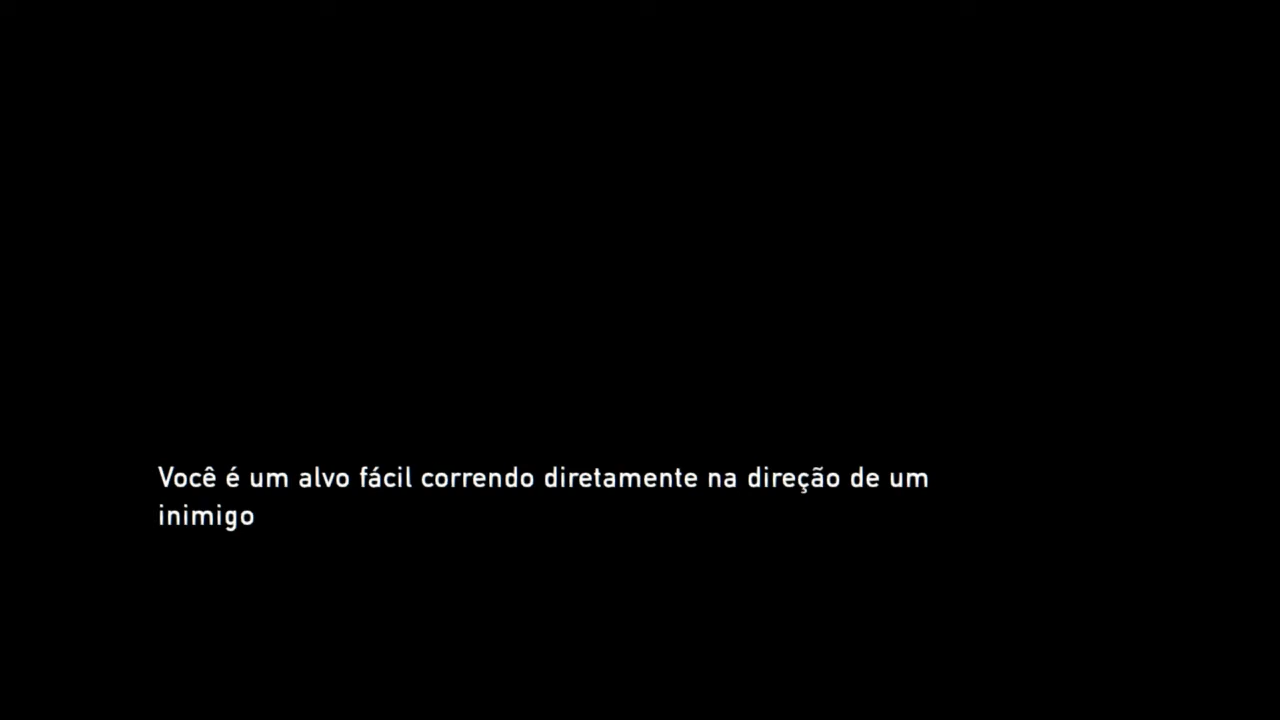 Você é um alvo fácil correndo diretamente na direção de um
inimigo